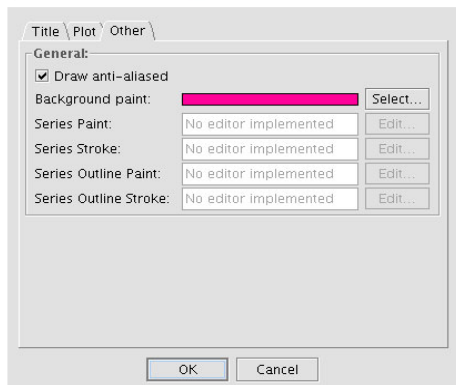 Title Plot Other
General:
Draw anti-aliased
Background paint: Select...
Series Paint: No editor implemented Edit...
Series Stroke: No editor implemented Edit...
Series Outline Paint: No editor implemented Edit...
Series Outline Stroke: No editor implemented Edit...
OK Cancel